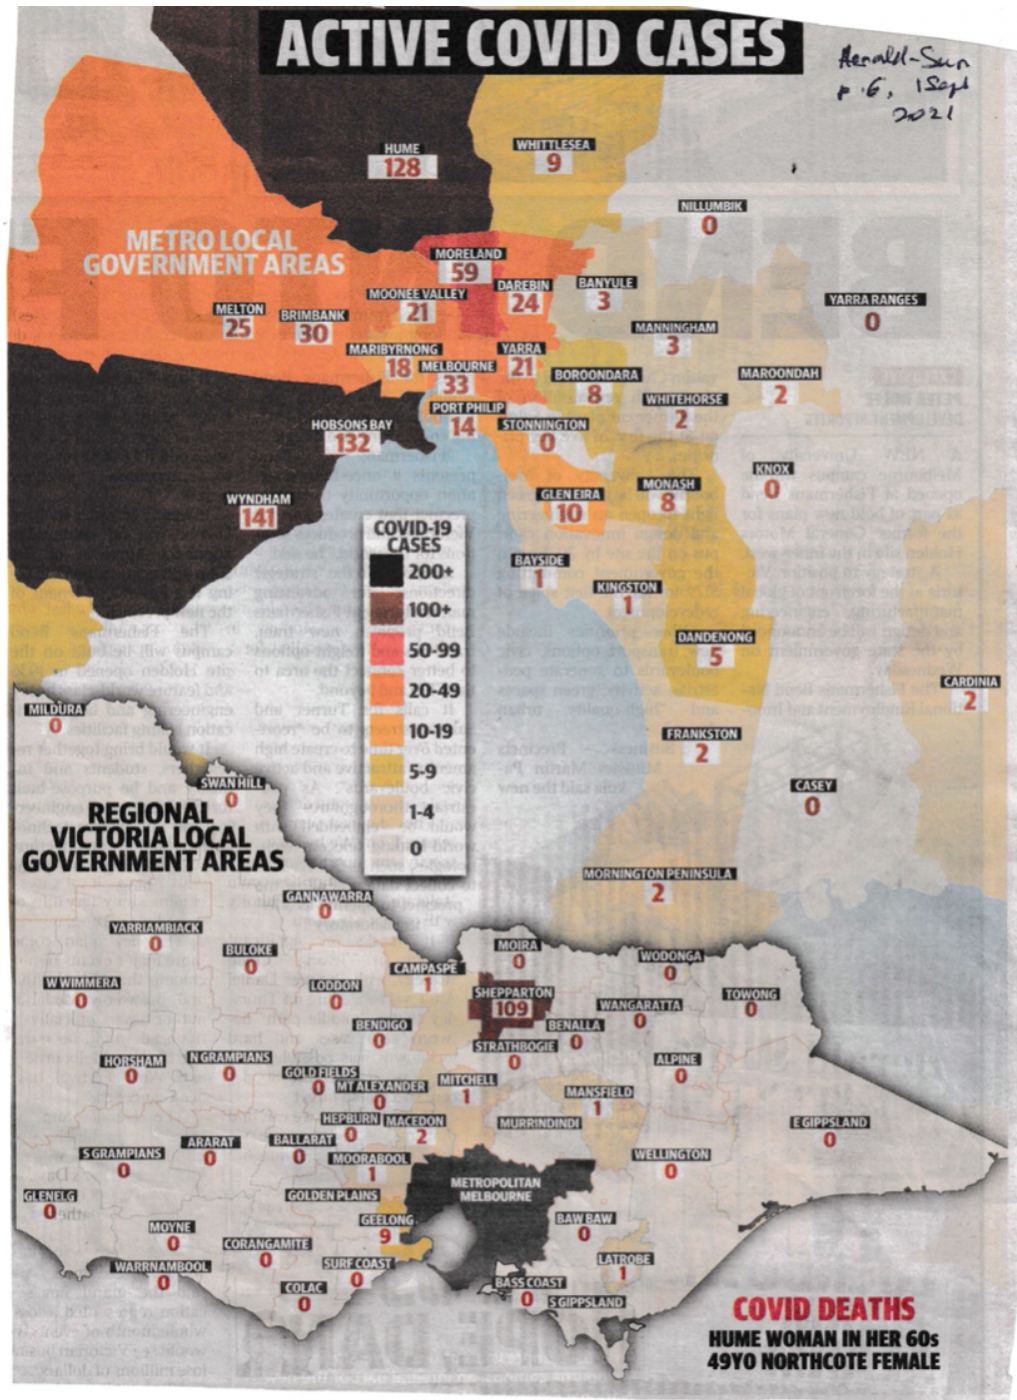 ACTIVE COVID CASES
Herald-Sun
p.6, 1 Sept
2021
HUME
128
WHITTLESEA
9
NILLUMBIK
0
METRO LOCAL
GOVERNMENT AREAS
MORELAND
59
DAREBIN
24
BANYULE
3
MOONEE VALLEY
21
YARRA RANGES
0
MELTON
25
BRIMBANK
30
MANNINGHAM
3
MARIBYRNONG
18
YARRA
21
MELBOURNE
33
BOROONDARA
8
MAROONDAH
2
WHITEHORSE
2
PORT PHILIP
14
HOBSONS BAY
132
STONNINGTON
0
KNOX
0
WYNDHAM
141
GLEN EIRA
10
MONASH
8
COVID-19
CASES
200+
100+
50-99
20-49
10-19
5-9
1-4
0
BAYSIDE
1
KINGSTON
1
DANDENONG
5
CARDINIA
2
FRANKSTON
2
CASEY
0
MORNINGTON PENINSULA
2
MILDURA
0
SWAN HILL
0
REGIONAL
VICTORIA LOCAL
GOVERNMENT AREAS
GANNAWARRA
0
YARRIAMBIACK
0
BULOKE
0
MOIRA
0
WODONGA
0
CAMPASPE
1
W WIMMERA
0
LODDON
0
SHEPPARTON
109
WANGARATTA
0
TOWONG
0
BENDIGO
0
BENALLA
0
STRATHBOGIE
0
HORSHAM
0
N GRAMPIANS
0
GOLD FIELDS
0
MT ALEXANDER
0
MITCHELL
1
ALPINE
0
MANSFIELD
1
HEPBURN
0
MACEDON
2
MURRINDINDI
E GIPPSLAND
0
S GRAMPIANS
0
ARARAT
0
BALLARAT
0
MOORABOOL
1
WELLINGTON
0
METROPOLITAN
MELBOURNE
GLENELG
0
GOLDEN PLAINS
MOYNE
0
GEELONG
9
BAW BAW
0
CORANGAMITE
0
WARRNAMBOOL
0
SURF COAST
0
LATROBE
1
COLAC
0
BASS COAST
0
S GIPPSLAND
COVID DEATHS
HUME WOMAN IN HER 60s
49YO NORTHCOTE FEMALE